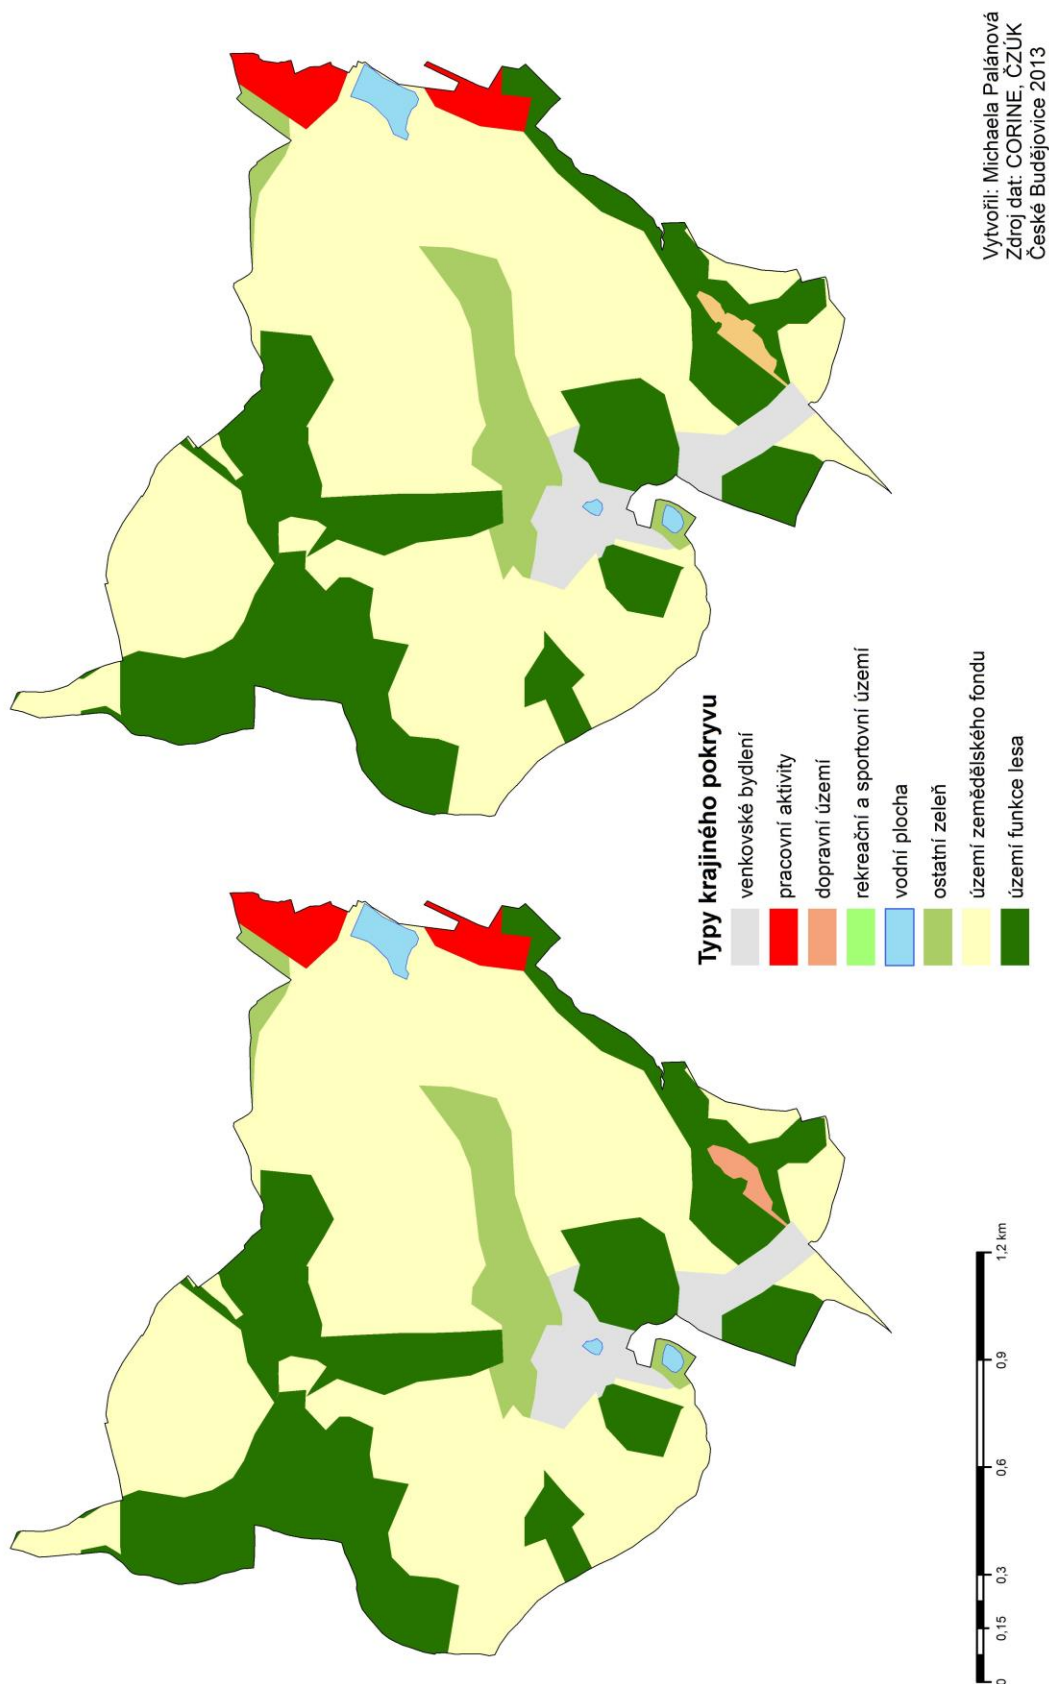 Typy krajiného pokryvu
venkovské bydlení
pracovní aktivity
dopravní území
rekreační a sportovní území
vodní plocha
ostatní zeleň
území zemědělského fondu
území funkce lesa
0 0,15 0,3 0,6 0,9 1,2 km
Vytvořil: Michaela Palánová
Zdroj dat: CORINE, ČZÚK
České Budějovice 2013